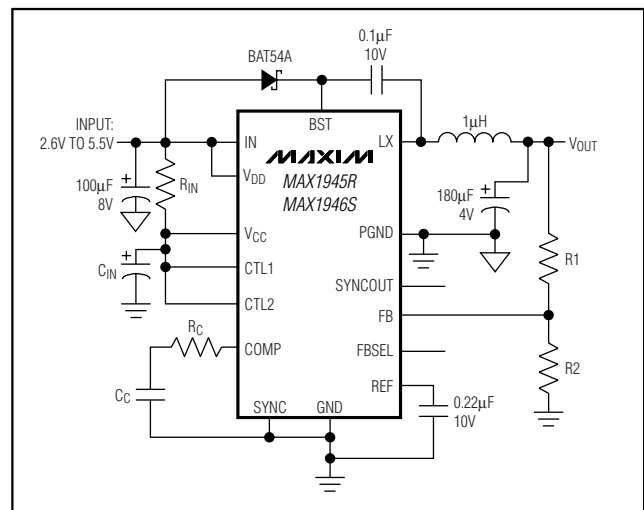 BAT54A
0.1µF
10V
INPUT:
2.6V TO 5.5V
BST
IN
LX
1µH
VOUT
MAXIM
MAX1945R
MAX1946S
VDD
100µF
8V
RIN
180µF
4V
VCC
PGND
CIN
CTL1
R1
SYNCOUT
CTL2
FB
RC
COMP
FBSEL
R2
CC
REF
0.22µF
10V
SYNC
GND
+
+
+